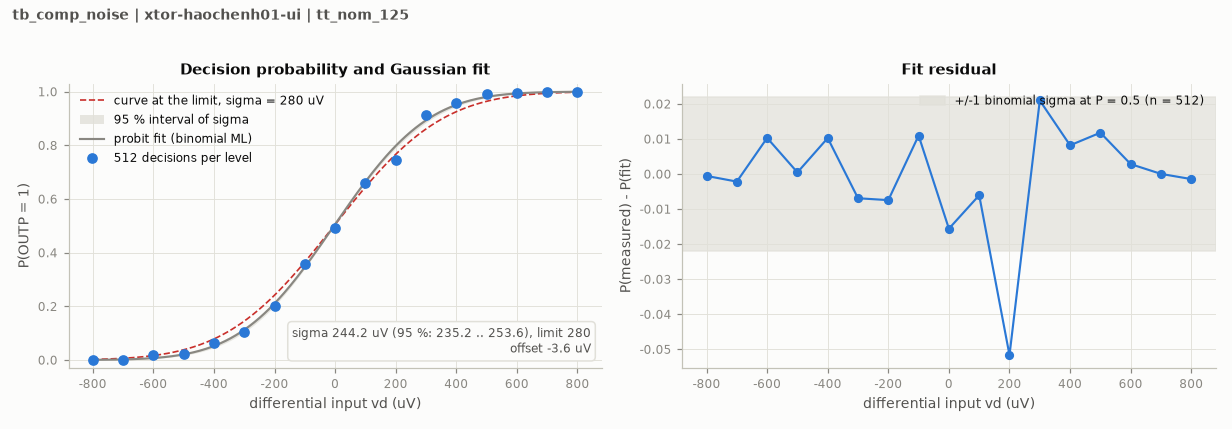 tb_comp_noise | xtor-haochenh01-ui | tt_nom_125
Decision probability and Gaussian fit
P(OUTP = 1)
1.0
0.8
0.6
0.4
0.2
0.0
curve at the limit, sigma = 280 uV
95 % interval of sigma
probit fit (binomial ML)
512 decisions per level
sigma 244.2 uV (95 %: 235.2 .. 253.6), limit 280
offset -3.6 uV
-800 -600 -400 -200 0 200 400 600 800
differential input vd (uV)
Fit residual
P(measured) - P(fit)
0.02
0.01
0.00
-0.01
-0.02
-0.03
-0.04
-0.05
+/-1 binomial sigma at P = 0.5 (n = 512)
-800 -600 -400 -200 0 200 400 600 800
differential input vd (uV)